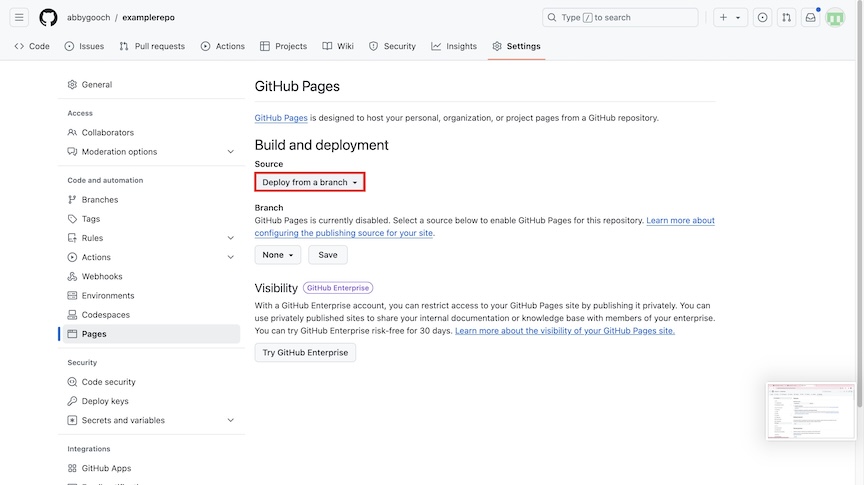 abbygooch / examplerepo
Type / to search
Code
Issues
Pull requests
Actions
Projects
Wiki
Security
Insights
Settings
General
Access
Collaborators
Moderation options
Code and automation
Branches
Tags
Rules
Actions
Webhooks
Environments
Codespaces
Pages
Security
Code security
Deploy keys
Secrets and variables
Integrations
GitHub Apps
GitHub Pages
GitHub Pages is designed to host your personal, organization, or project pages from a GitHub repository.
Build and deployment
Source
Deploy from a branch
Branch
GitHub Pages is currently disabled. Select a source below to enable GitHub Pages for this repository. Learn more about
configuring the publishing source for your site.
None
Save
Visibility GitHub Enterprise
With a GitHub Enterprise account, you can restrict access to your GitHub Pages site by publishing it privately. You can
use privately published sites to share your internal documentation or knowledge base with members of your enterprise.
You can try GitHub Enterprise risk-free for 30 days. Learn more about the visibility of your GitHub Pages site.
Try GitHub Enterprise